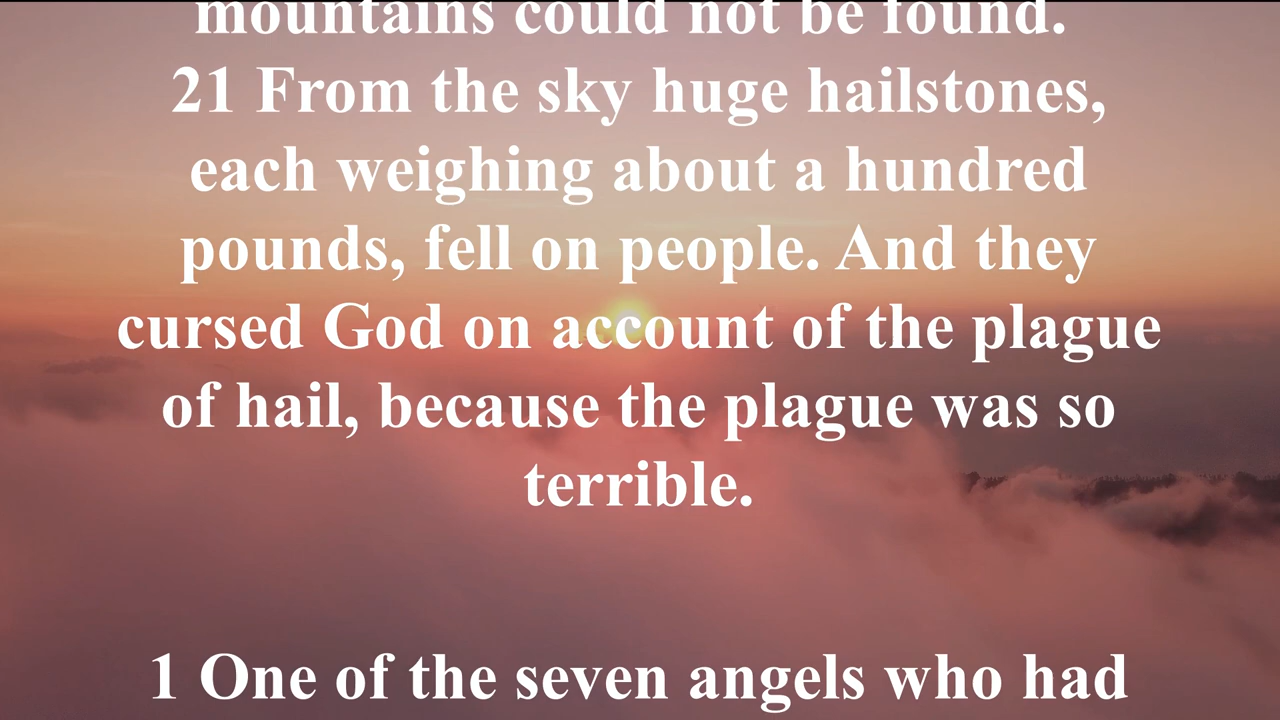 mountains could not be found.
21 From the sky huge hailstones,
each weighing about a hundred
pounds, fell on people. And they
cursed God on account of the plague
of hail, because the plague was so
terrible.
1 One of the seven angels who had